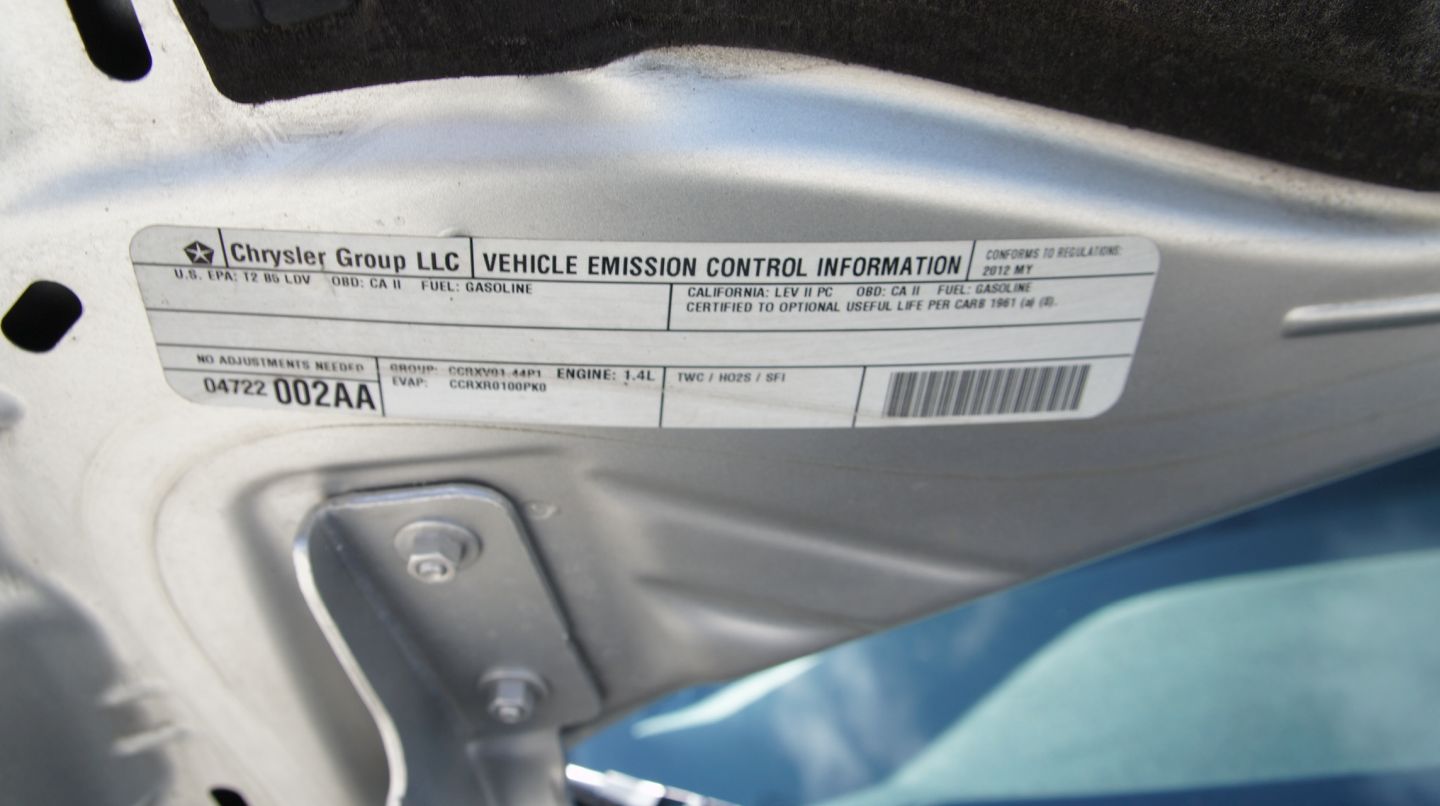 Chrysler Group LLC
VEHICLE EMISSION CONTROL INFORMATION
CONFORMS TO REGULATIONS:
2012 MY
U.S. EPA: T2 B5 LDV OBD: CA II FUEL: GASOLINE
CALIFORNIA: LEV II PC OBD: CA II FUEL: GASOLINE
CERTIFIED TO OPTIONAL USEFUL LIFE PER CARB 1961 (a) (8).
NO ADJUSTMENTS NEEDED
04722 002AA
GROUP: CCRXV01.44P1 ENGINE: 1.4L
EVAP: CCRXR0100PK0
TWC / HO2S / SFI